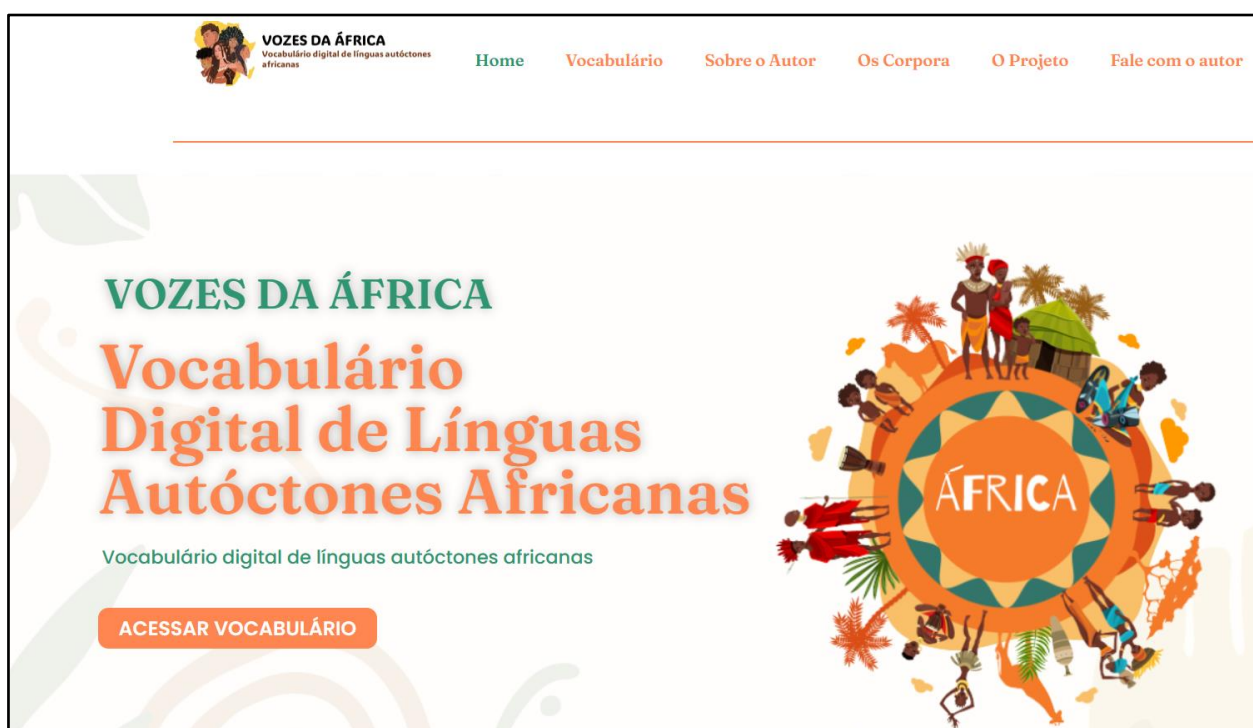 VOZES DA ÁFRICA
Vocabulário digital de línguas autóctones
africanas
Home Vocabulário Sobre o Autor Os Corpora O Projeto Fale com o autor
VOZES DA ÁFRICA
Vocabulário
Digital de Línguas
Autóctones Africanas
Vocabulário digital de línguas autóctones africanas
ACESSAR VOCABULÁRIO
ÁFRICA